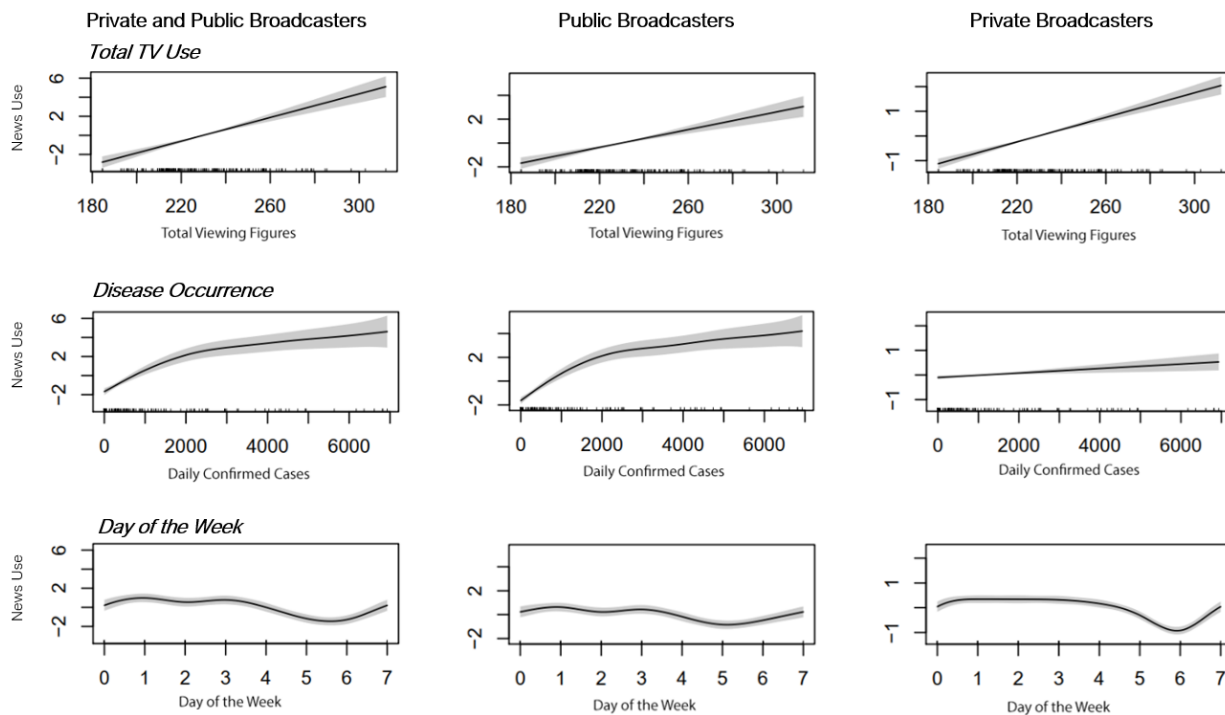 Private and Public Broadcasters
Public Broadcasters
Private Broadcasters
Total TV Use
News Use
6
2
−2
180 220 260 300
Total Viewing Figures
2
−2
180 220 260 300
Total Viewing Figures
1
−1
180 220 260 300
Total Viewing Figures
Disease Occurrence
News Use
6
2
−2
0 2000 4000 6000
Daily Confirmed Cases
2
−2
0 2000 4000 6000
Daily Confirmed Cases
1
−1
0 2000 4000 6000
Daily Confirmed Cases
Day of the Week
News Use
6
2
−2
0 1 2 3 4 5 6 7
Day of the Week
2
−2
0 1 2 3 4 5 6 7
Day of the Week
1
−1
0 1 2 3 4 5 6 7
Day of the Week